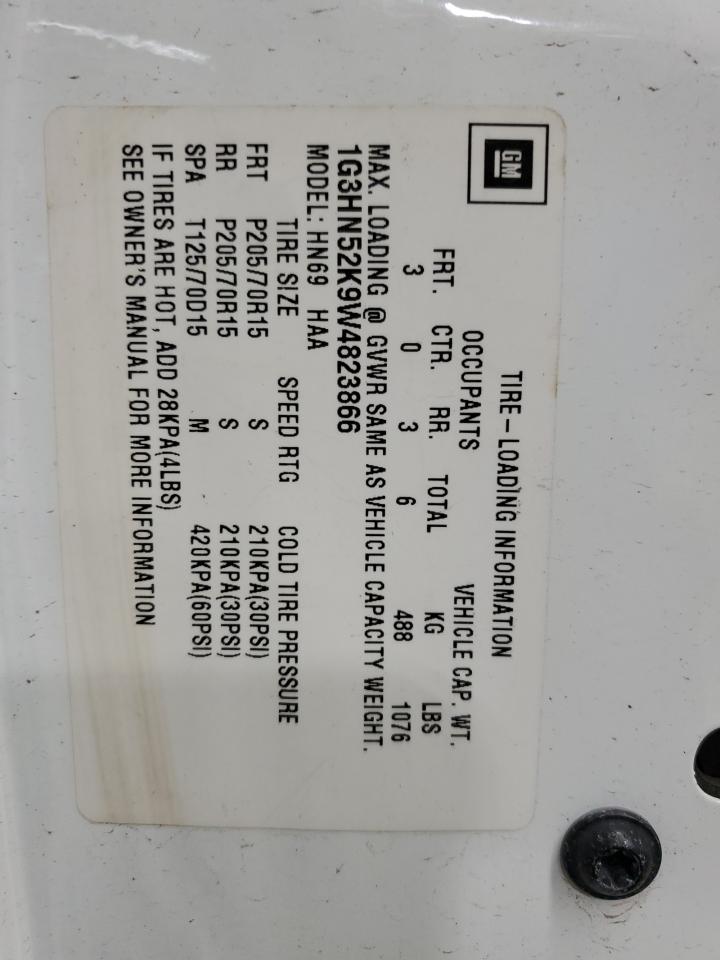 GM
TIRE-LOADING INFORMATION
OCCUPANTS VEHICLE CAP. WT.
FRT. CTR. RR. TOTAL KG LBS
3 0 3 6 488 1076
MAX. LOADING @ GVWR SAME AS VEHICLE CAPACITY WEIGHT.
1G3HN52K9W4823866
MODEL: HN69 HAA
TIRE SIZE SPEED RTG COLD TIRE PRESSURE
FRT P205/70R15 S 210KPA(30PSI)
RR P205/70R15 S 210KPA(30PSI)
SPA T125/70D15 M 420KPA(60PSI)
IF TIRES ARE HOT, ADD 28KPA(4LBS)
SEE OWNER'S MANUAL FOR MORE INFORMATION